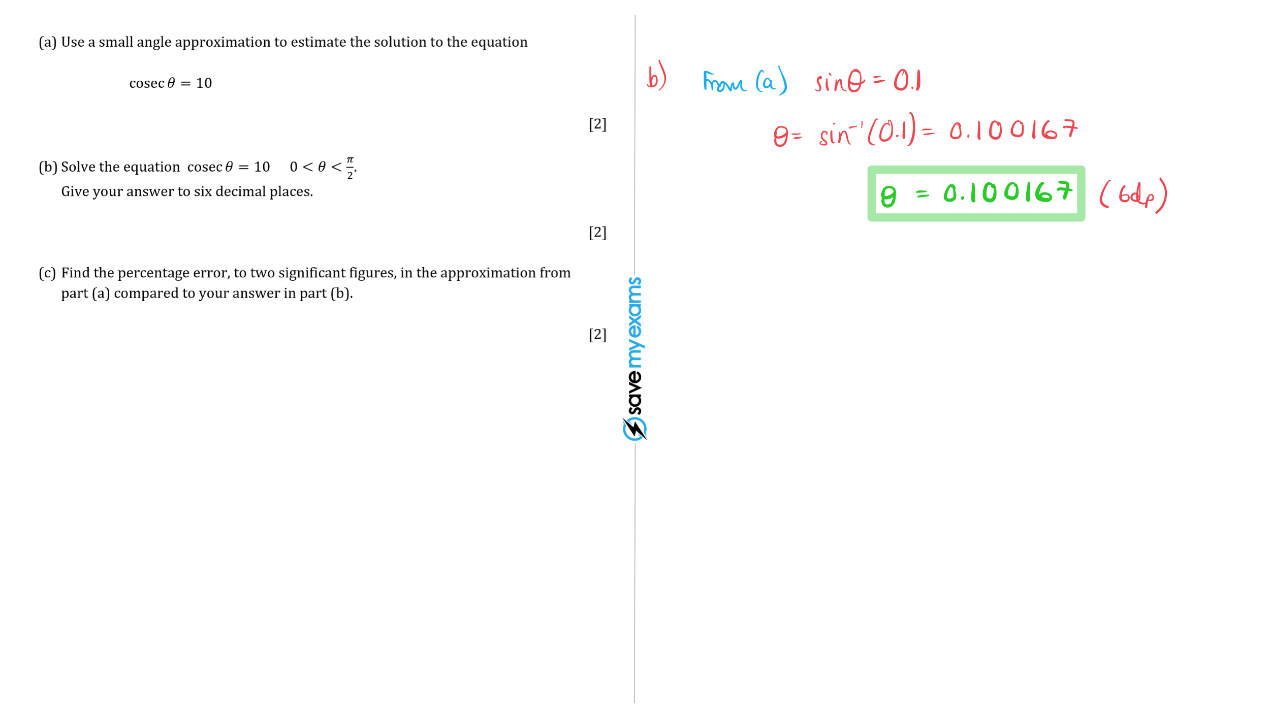 (a) Use a small angle approximation to estimate the solution to the equation
cosec θ = 10
[2]
(b) Solve the equation cosec θ = 10 0 < θ < π/2.
Give your answer to six decimal places.
[2]
(c) Find the percentage error, to two significant figures, in the approximation from
part (a) compared to your answer in part (b).
[2]
save my exams
b) From (a) sinθ = 0.1
θ = sin⁻¹(0.1) = 0.100167
θ = 0.100167 (6dp)